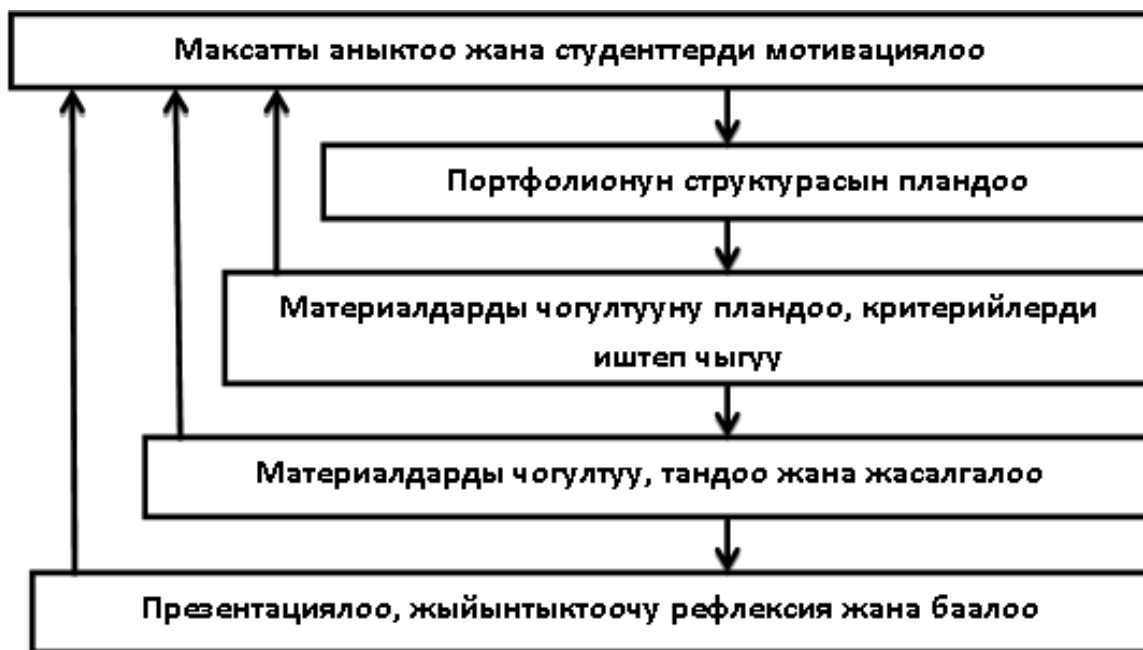 Максатты аныктоо жана студенттерди мотивациялоо
Портфолионун структурасын пландоо
Материалдарды чогултууну пландоо, критерийлерди
иштеп чыгуу
Материалдарды чогултуу, тандоо жана жасалгалоо
Презентациялоо, жыйынтыктоочу рефлексия жана баалоо